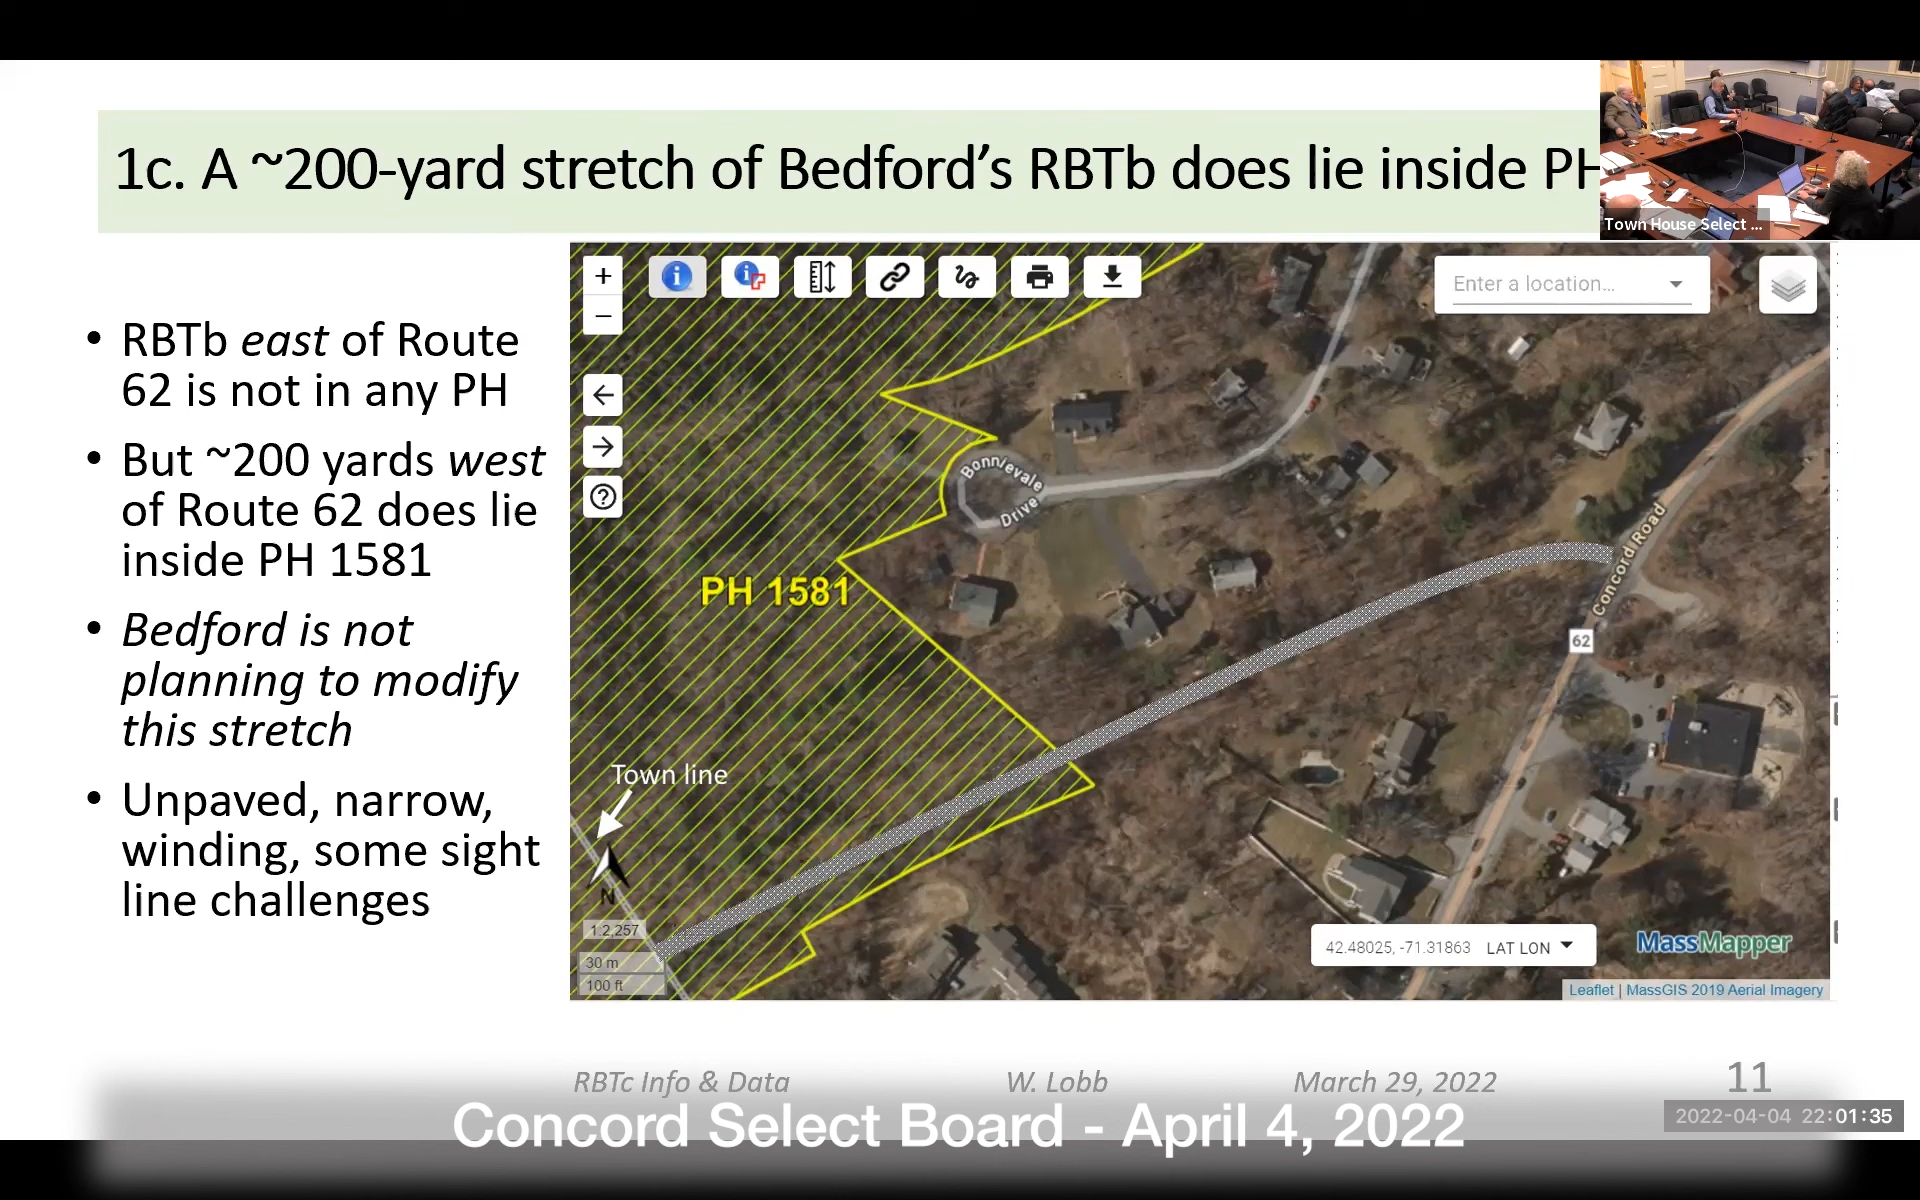 1c. A ~200-yard stretch of Bedford's RBTb does lie inside PH
Town House Select ...
• RBTb east of Route
62 is not in any PH
• But ~200 yards west
of Route 62 does lie
inside PH 1581
• Bedford is not
planning to modify
this stretch
• Unpaved, narrow,
winding, some sight
line challenges
+
−
Enter a location...
Bonnievale
Drive
PH 1581
Concord Road
62
Town line
N
1:2,257
30 m
100 ft
42.48025, -71.31863 LAT LON
MassMapper
Leaflet | MassGIS 2019 Aerial Imagery
RBTc Info & Data W. Lobb March 29, 2022 11
Concord Select Board - April 4, 2022
2022-04-04 22:01:35